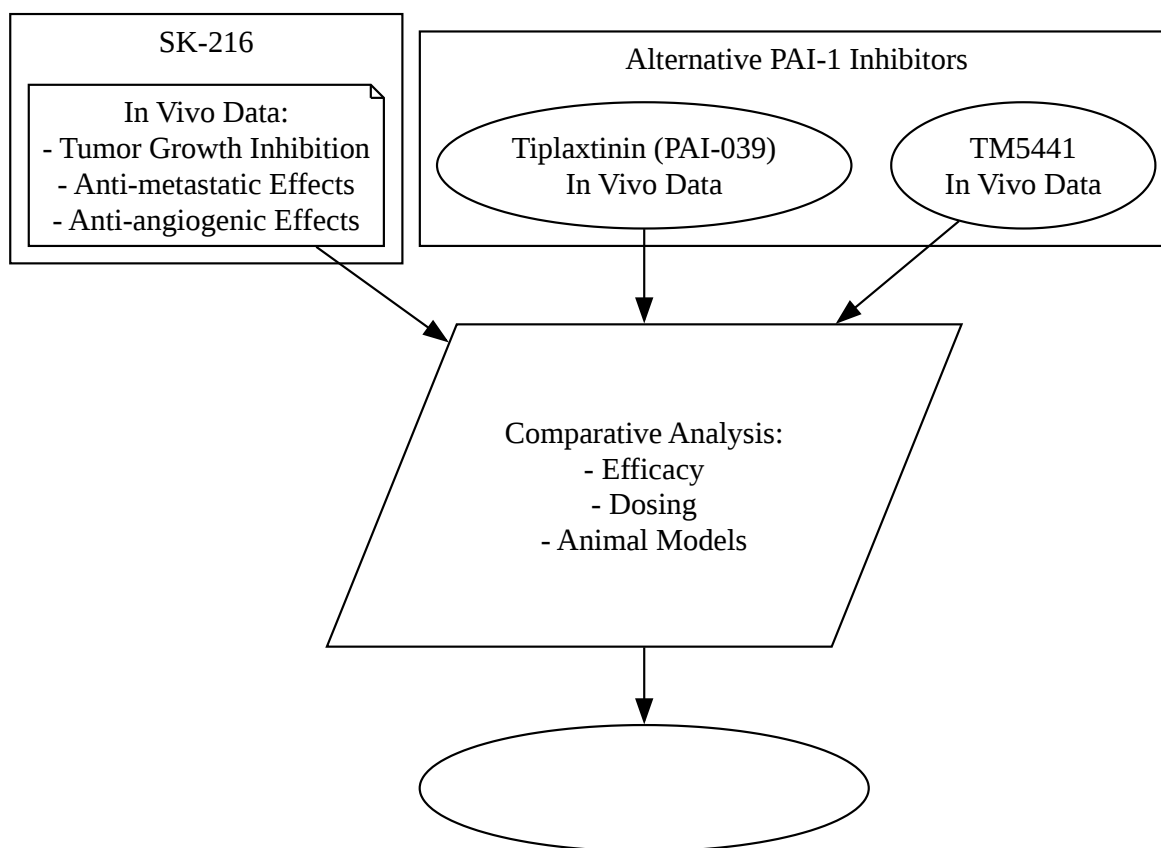 SK-216
In Vivo Data:
- Tumor Growth Inhibition
- Anti-metastatic Effects
- Anti-angiogenic Effects
Alternative PAI-1 Inhibitors
Tiplaxtinin (PAI-039)
In Vivo Data
TM5441
In Vivo Data
Comparative Analysis:
- Efficacy
- Dosing
- Animal Models